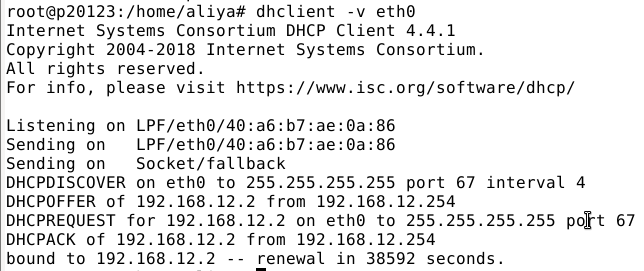 root@p20123:/home/aliya# dhclient -v eth0
Internet Systems Consortium DHCP Client 4.4.1
Copyright 2004-2018 Internet Systems Consortium.
All rights reserved.
For info, please visit https://www.isc.org/software/dhcp/
Listening on LPF/eth0/40:a6:b7:ae:0a:86
Sending on   LPF/eth0/40:a6:b7:ae:0a:86
Sending on   Socket/fallback
DHCPDISCOVER on eth0 to 255.255.255.255 port 67 interval 4
DHCPOFFER of 192.168.12.2 from 192.168.12.254
DHCPREQUEST for 192.168.12.2 on eth0 to 255.255.255.255 port 67
DHCPACK of 192.168.12.2 from 192.168.12.254
bound to 192.168.12.2 -- renewal in 38592 seconds.